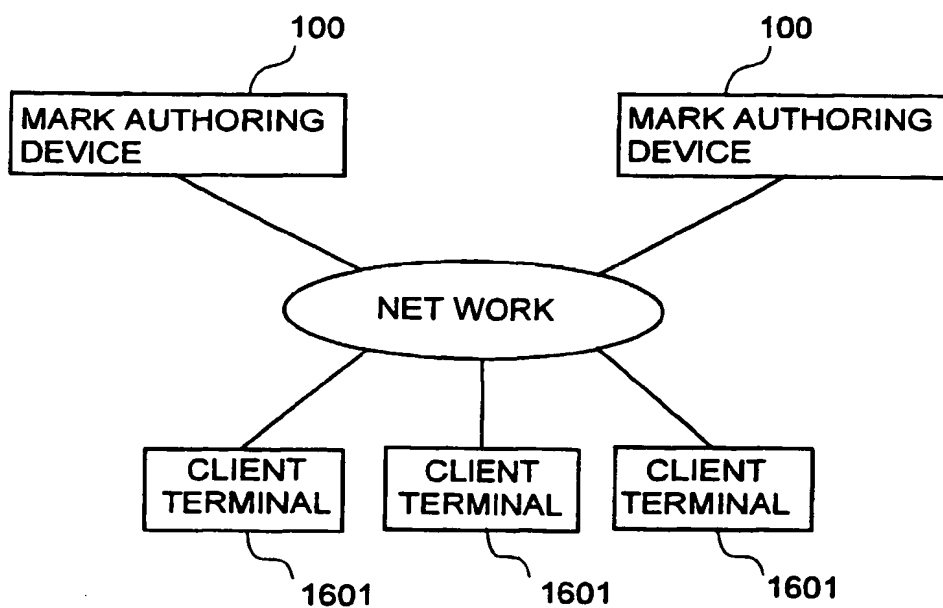 100
100
MARK AUTHORING
DEVICE
MARK AUTHORING
DEVICE
NET WORK
CLIENT
TERMINAL
CLIENT
TERMINAL
CLIENT
TERMINAL
1601
1601
1601